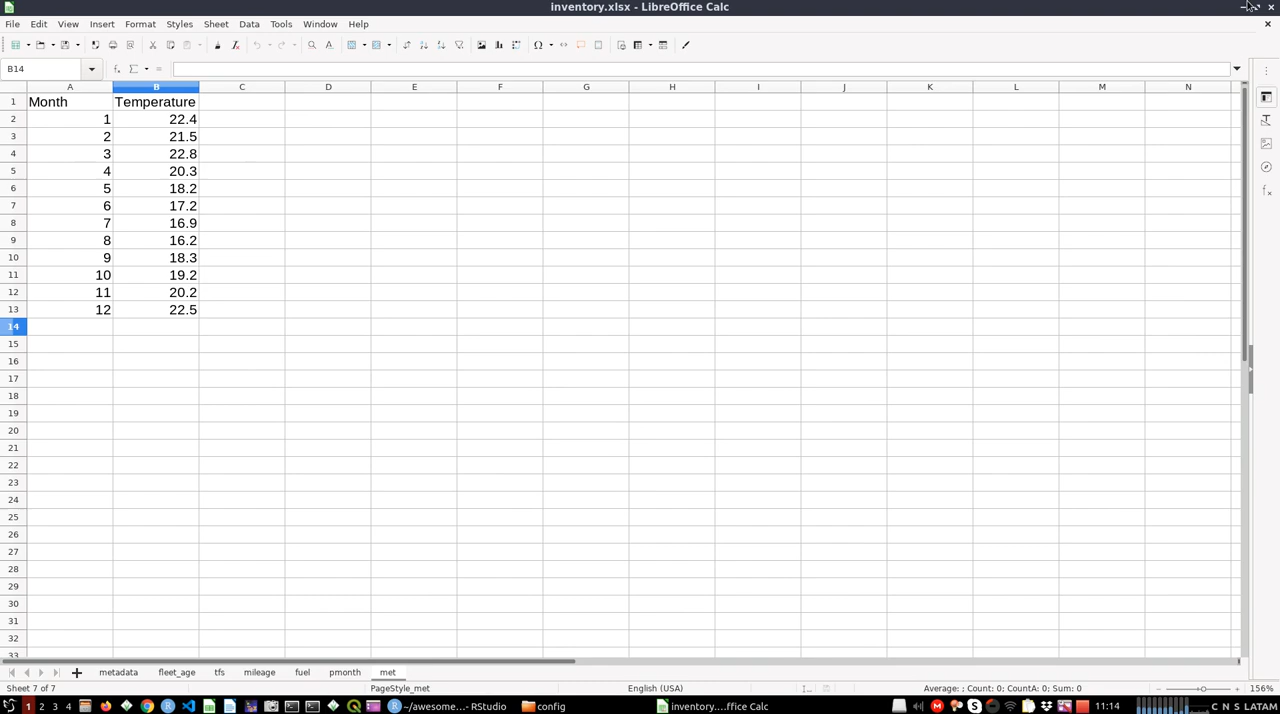 inventory.xlsx - LibreOffice Calc
File Edit View Insert Format Styles Sheet Data Tools Window Help
B14
A B C D E F G H I J K L M N
1 Month Temperature
2 1 22.4
3 2 21.5
4 3 22.8
5 4 20.3
6 5 18.2
7 6 17.2
8 7 16.9
9 8 16.2
10 9 18.3
11 10 19.2
12 11 20.2
13 12 22.5
14
15
16
17
18
19
20
21
22
23
24
25
26
27
28
29
30
31
32
33
metadata fleet_age tfs mileage fuel pmonth met
Sheet 7 of 7 PageStyle_met English (USA) Average: ; Count: 0; CountA: 0; Sum: 0 156%
1 2 3 4 ~/awesome... - RStudio config inventory....ffice Calc 11:14 C N S LATAM